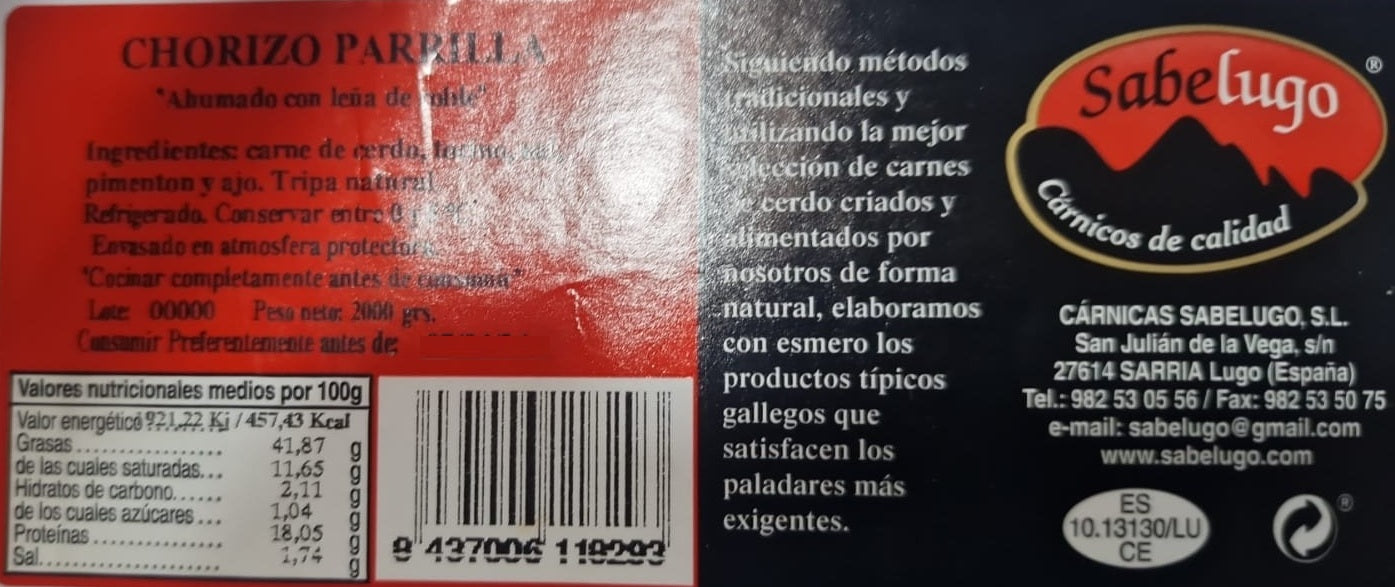 CHORIZO PARRILLA
"Ahumado con leña de roble"
Ingredientes: carne de cerdo,
pimenton y ajo. Tripa natural
Refrigerado. Conservar entre 0
Envasado en atmosfera protectora
"Cocinar completamente antes de consumir"
Lote: 00000 Peso neto: 2000 grs.
Consumir Preferentemente antes de:
Valores nutricionales medios por 100g
Valor energético 921,22 Kj / 457,43 Kcal
Grasas.................. 41,87 g
de las cuales saturadas... 11,65 g
Hidratos de carbono....... 2,11 g
de los cuales azúcares.... 1,04 g
Proteínas............... 18,05 g
Sal..................... 1,74 g
8 437006 118293
Siguiendo métodos
tradicionales y
utilizando la mejor
selección de carnes
de cerdo criados y
alimentados por
nosotros de forma
natural, elaboramos
con esmero los
productos típicos
gallegos que
satisfacen los
paladares más
exigentes.
Sabelugo ®
Cárnicos de calidad
CÁRNICAS SABELUGO, S.L.
San Julián de la Vega, s/n
27614 SARRIA Lugo (España)
Tel.: 982 53 05 56 / Fax: 982 53 50 75
e-mail: sabelugo@gmail.com
www.sabelugo.com
ES
10.13130/LU
CE
®